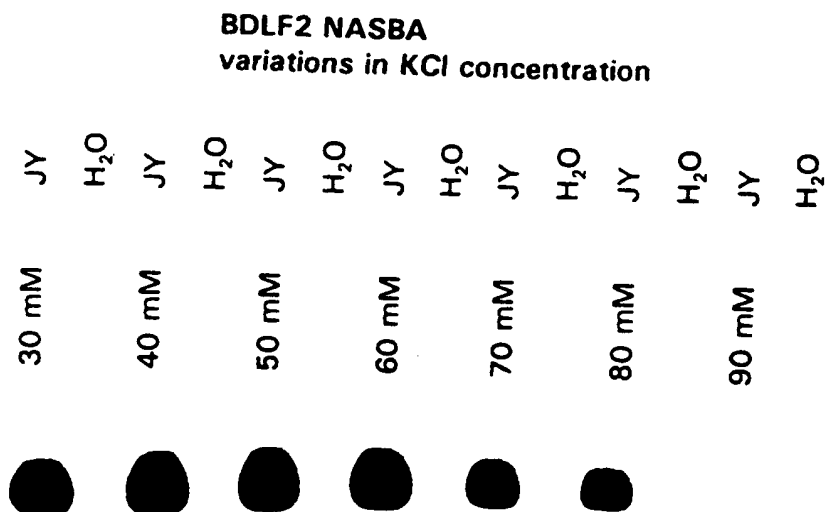 BDLF2 NASBA
variations in KCl concentration
JY H₂O JY H₂O JY H₂O JY H₂O JY H₂O JY H₂O JY H₂O
30 mM 40 mM 50 mM 60 mM 70 mM 80 mM 90 mM